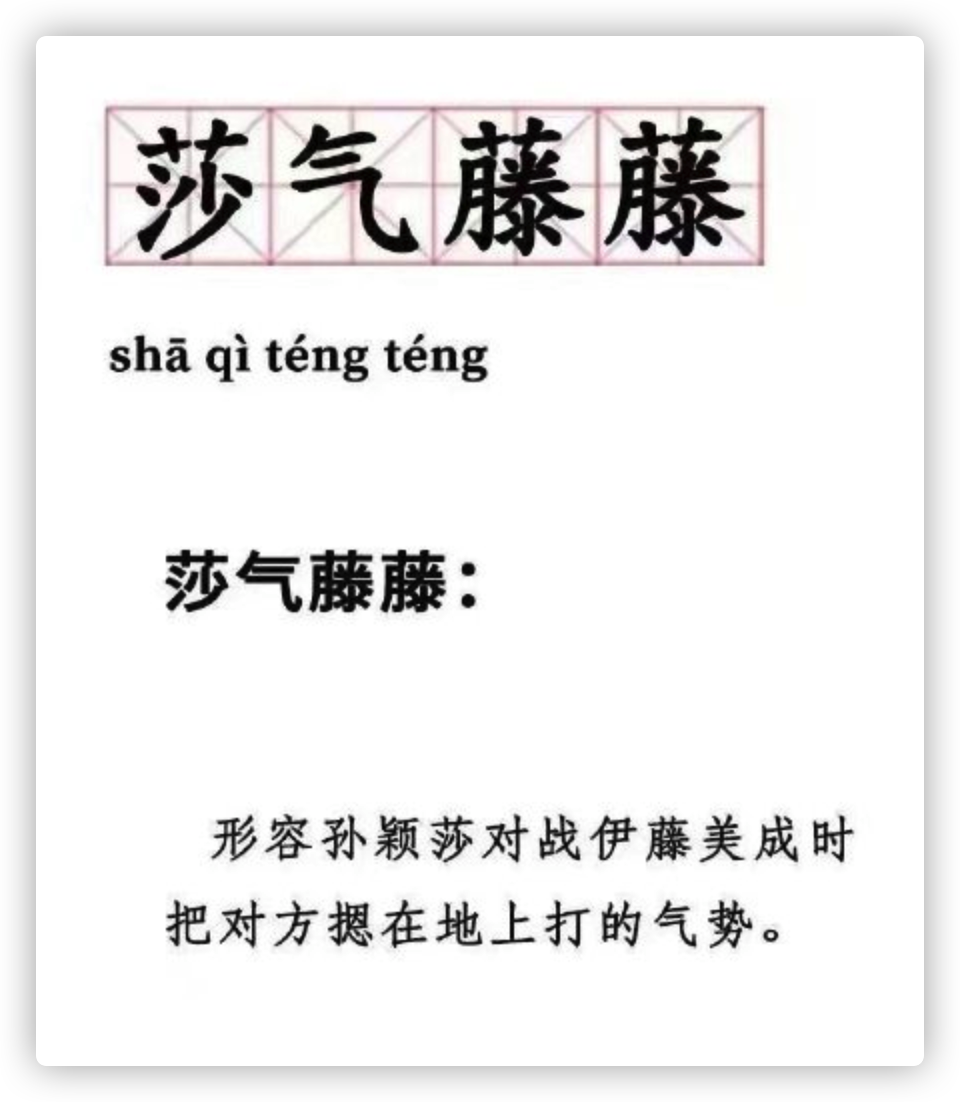 莎气藤藤
shā qì téng téng
莎气藤藤：
形容孙颖莎对战伊藤美成时
把对方摁在地上打的气势。